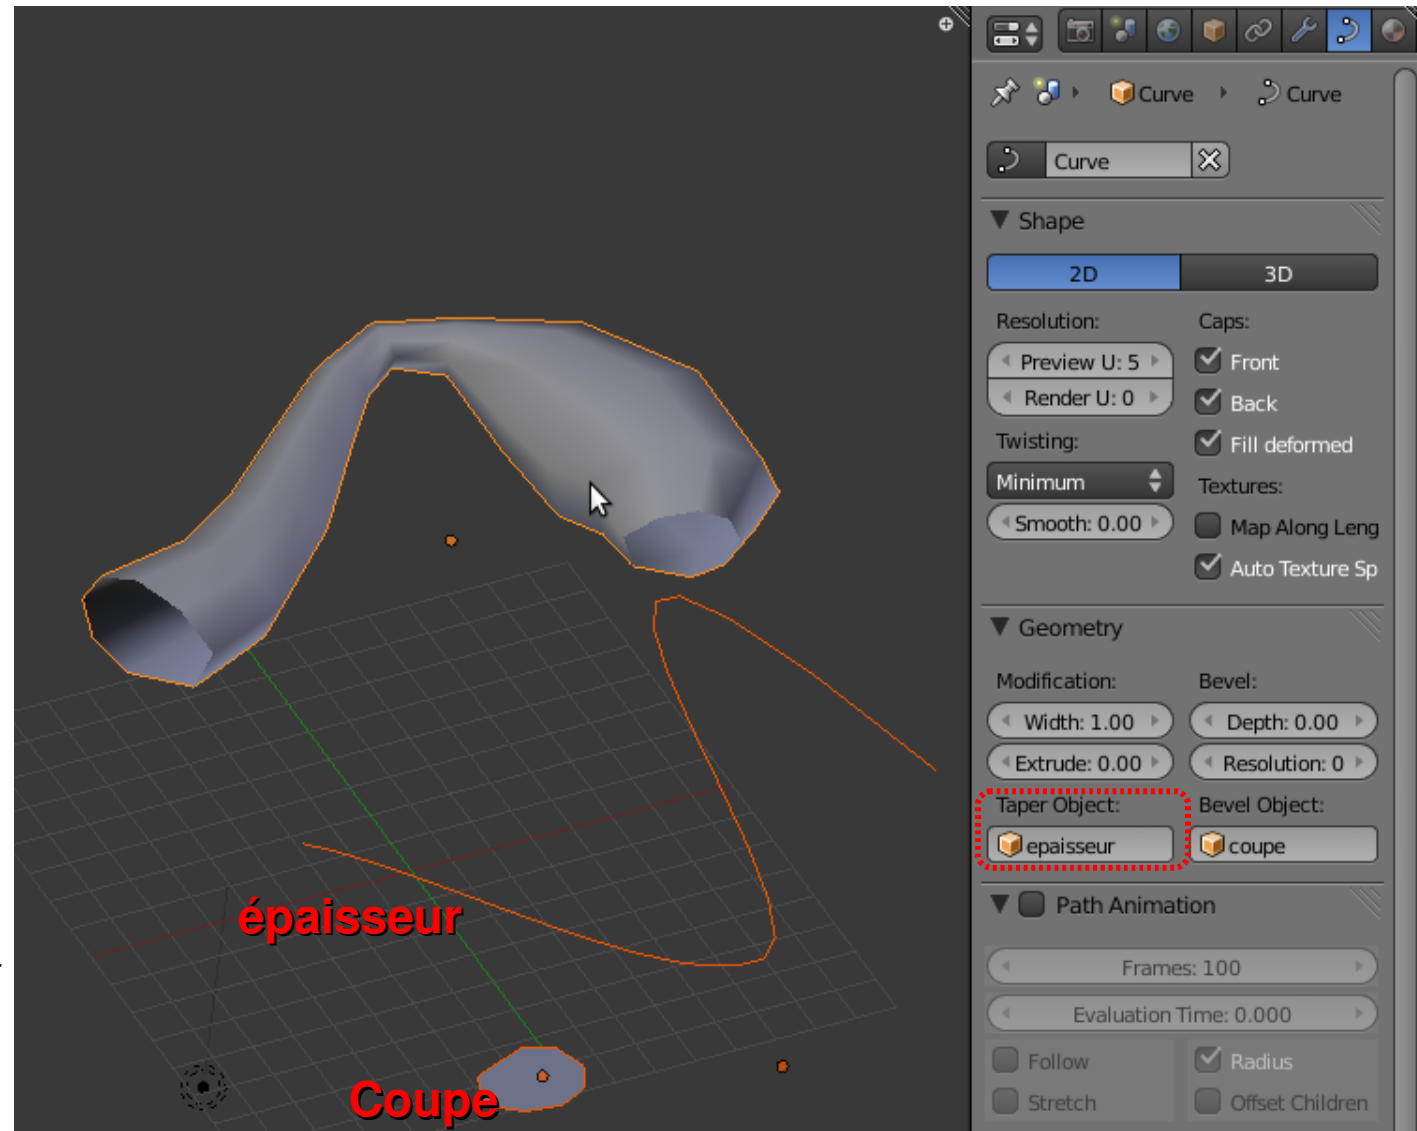 Curve
Curve
Curve
Shape
2D
3D
Resolution:
Caps:
Preview U: 5
Front
Render U: 0
Back
Twisting:
Fill deformed
Minimum
Textures:
Smooth: 0.00
Map Along Leng
Auto Texture Sp
Geometry
Modification:
Bevel:
Width: 1.00
Depth: 0.00
Extrude: 0.00
Resolution: 0
Taper Object:
Bevel Object:
epaisseur
coupe
Path Animation
Frames: 100
Evaluation Time: 0.000
Follow
Radius
Stretch
Offset Children
épaisseur
Coupe